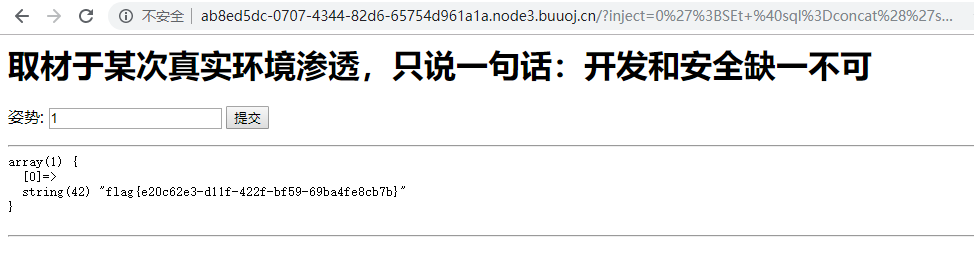 不安全 ab8ed5dc-0707-4344-82d6-65754d961a1a.node3.buuoj.cn/?inject=0%27%3BSEt+%40sql%3Dconcat%28%27s...
取材于某次真实环境渗透，只说一句话：开发和安全缺一不可
姿势: 1 提交
array(1) {
[0]=>
string(42) "flag{e20c62e3-d11f-422f-bf59-69ba4fe8cb7b}"
}